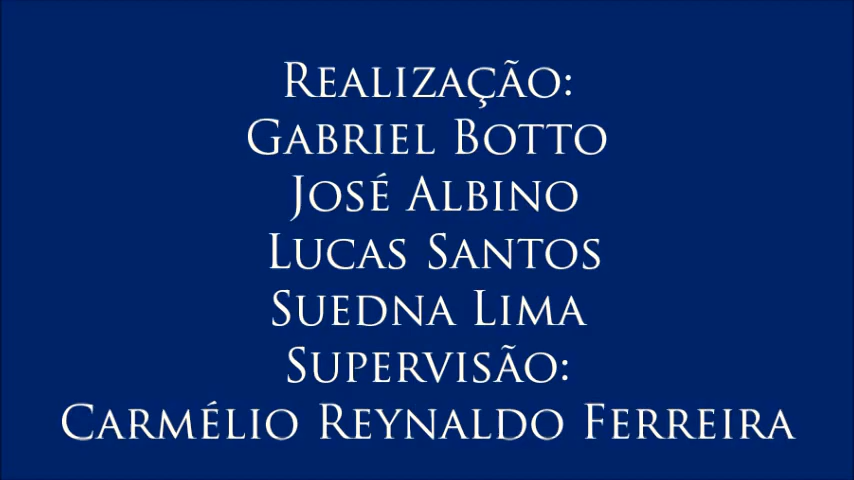 Realização:
Gabriel Botto
José Albino
Lucas Santos
Suedna Lima
Supervisão:
Carmélio Reynaldo Ferreira